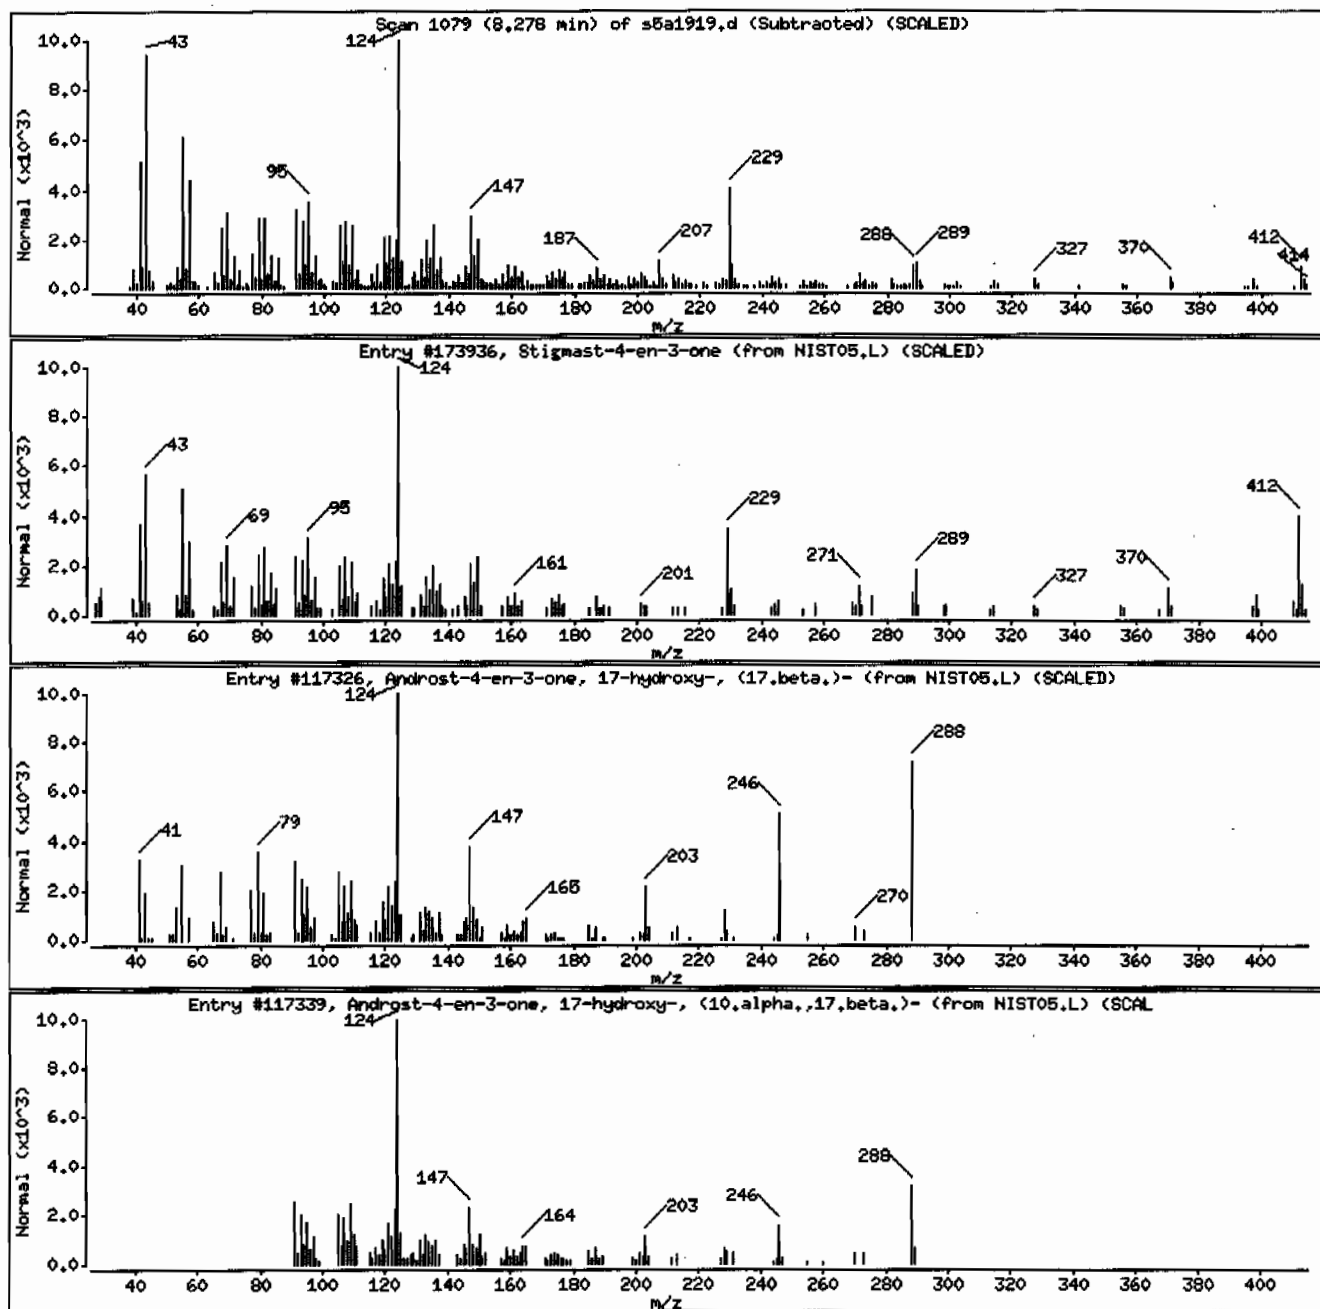 Scan 1079 (8.278 min) of s5a1919.d (Subtraoted) (SCALED)
Normal (x10^3)
10.0
8.0
6.0
4.0
2.0
0.0
43 124 95 147 187 207 229 288 289 327 370 412 414
40 60 80 100 120 140 160 180 200 220 240 260 280 300 320 340 360 380 400
m/z
Entry #173936, Stigmast-4-en-3-one (from NIST05.L) (SCALED)
Normal (x10^3)
10.0
8.0
6.0
4.0
2.0
0.0
43 69 95 124 161 201 229 271 289 327 370 412
40 60 80 100 120 140 160 180 200 220 240 260 280 300 320 340 360 380 400
m/z
Entry #117326, Androst-4-en-3-one, 17-hydroxy-, (17.beta.)- (from NIST05.L) (SCALED)
Normal (x10^3)
10.0
8.0
6.0
4.0
2.0
0.0
41 79 124 147 165 203 246 270 288
40 60 80 100 120 140 160 180 200 220 240 260 280 300 320 340 360 380 400
m/z
Entry #117339, Androst-4-en-3-one, 17-hydroxy-, (10.alpha.,17.beta.)- (from NIST05.L) (SCAL
Normal (x10^3)
10.0
8.0
6.0
4.0
2.0
0.0
124 147 164 203 246 288
40 60 80 100 120 140 160 180 200 220 240 260 280 300 320 340 360 380 400
m/z